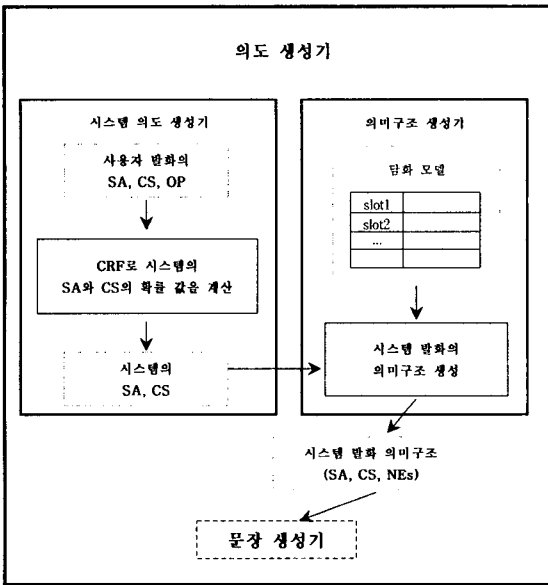 의도 생성기
시스템 의도 생성기
사용자 발화의
SA, CS, OP
CRF로 시스템의
SA와 CS의 확률 값을 계산
시스템의
SA, CS
의미구조 생성기
담화 모델
slot1
slot2
...
시스템 발화의
의미구조 생성
시스템 발화 의미구조
(SA, CS, NEs)
문장 생성기